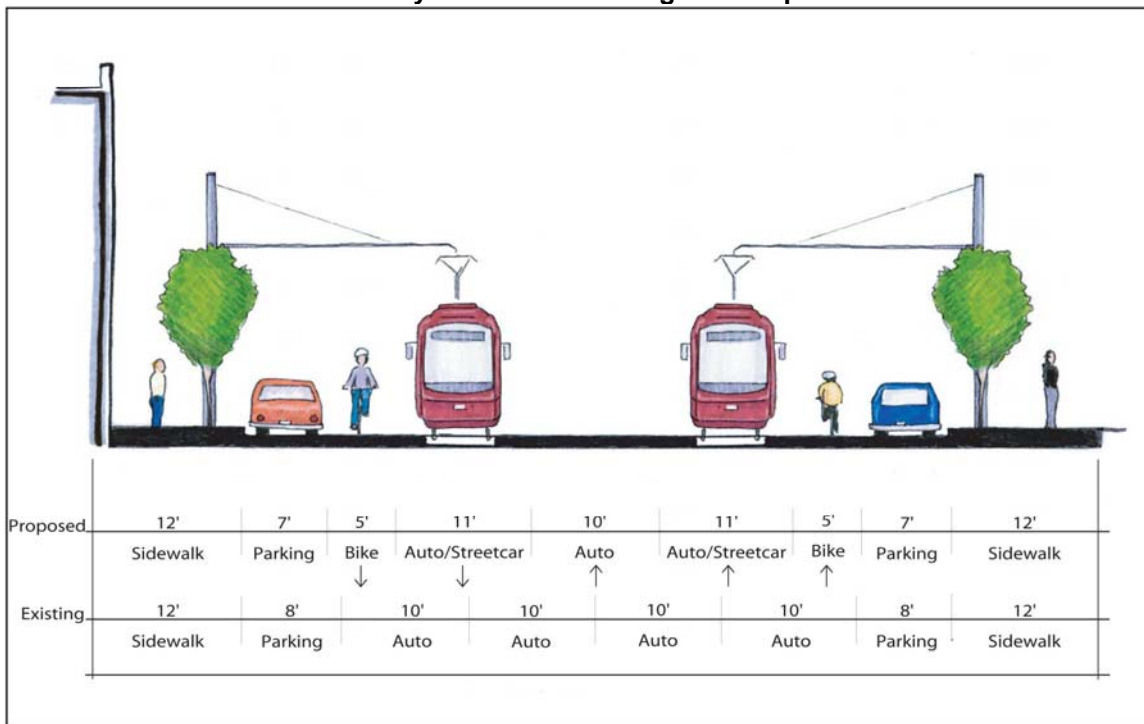 Proposed 12' 7' 5' 11' 10' 11' 5' 7' 12'
Sidewalk Parking Bike Auto/Streetcar Auto Auto/Streetcar Bike Parking Sidewalk
Existing 12' 8' 10' 10' 10' 10' 8' 12'
Sidewalk Parking Auto Auto Auto Auto Parking Sidewalk